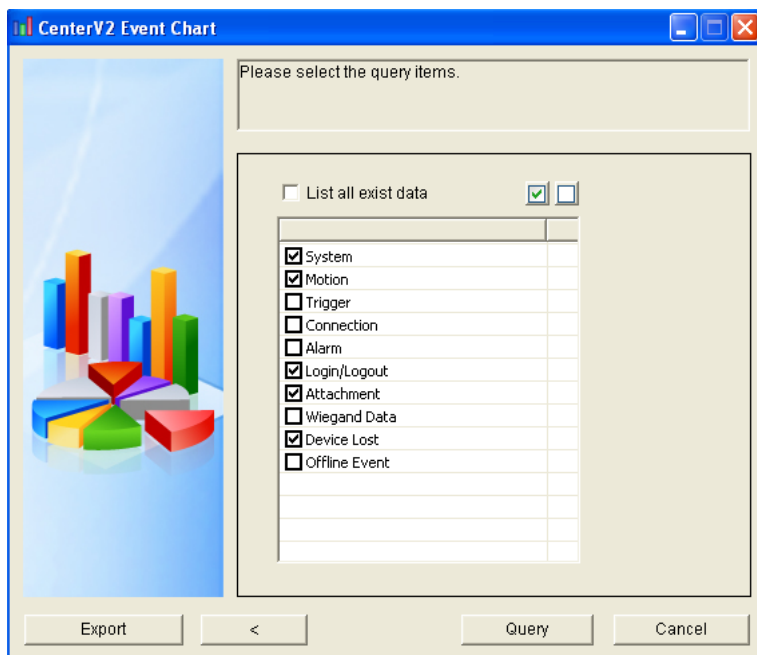 CenterV2 Event Chart
Please select the query items.
List all exist data
System
Motion
Trigger
Connection
Alarm
Login/Logout
Attachment
Wiegand Data
Device Lost
Offline Event
Export < Query Cancel